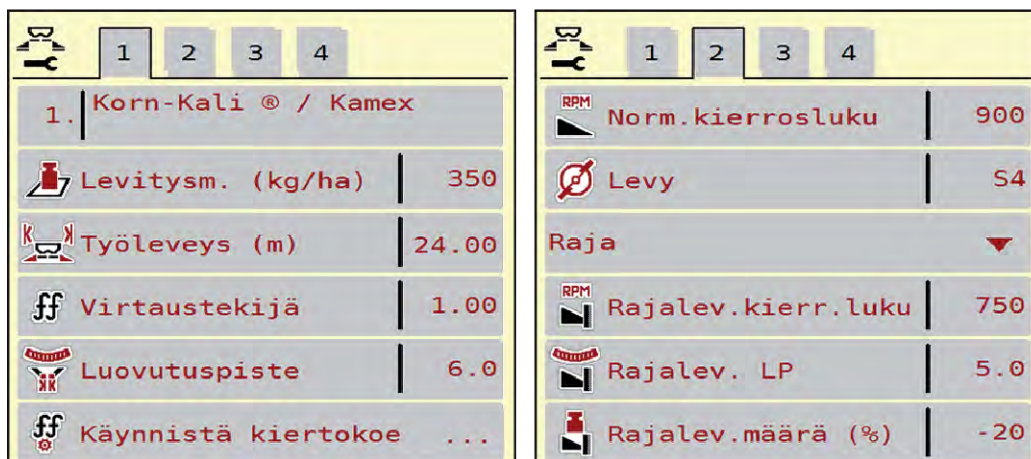 1 2 3 4
1. Korn-Kali ® / Kamex
Levitysm. (kg/ha) 350
Työleveys (m) 24.00
Virtaustekijä 1.00
Luovutuspiste 6.0
Käynnistä kiertokoe ...
1 2 3 4
RPM Norm.kierrosluku 900
Levy S4
Raja
RPM Rajalev.kierr.luku 750
Rajalev. LP 5.0
Rajalev.määrä (%) -20